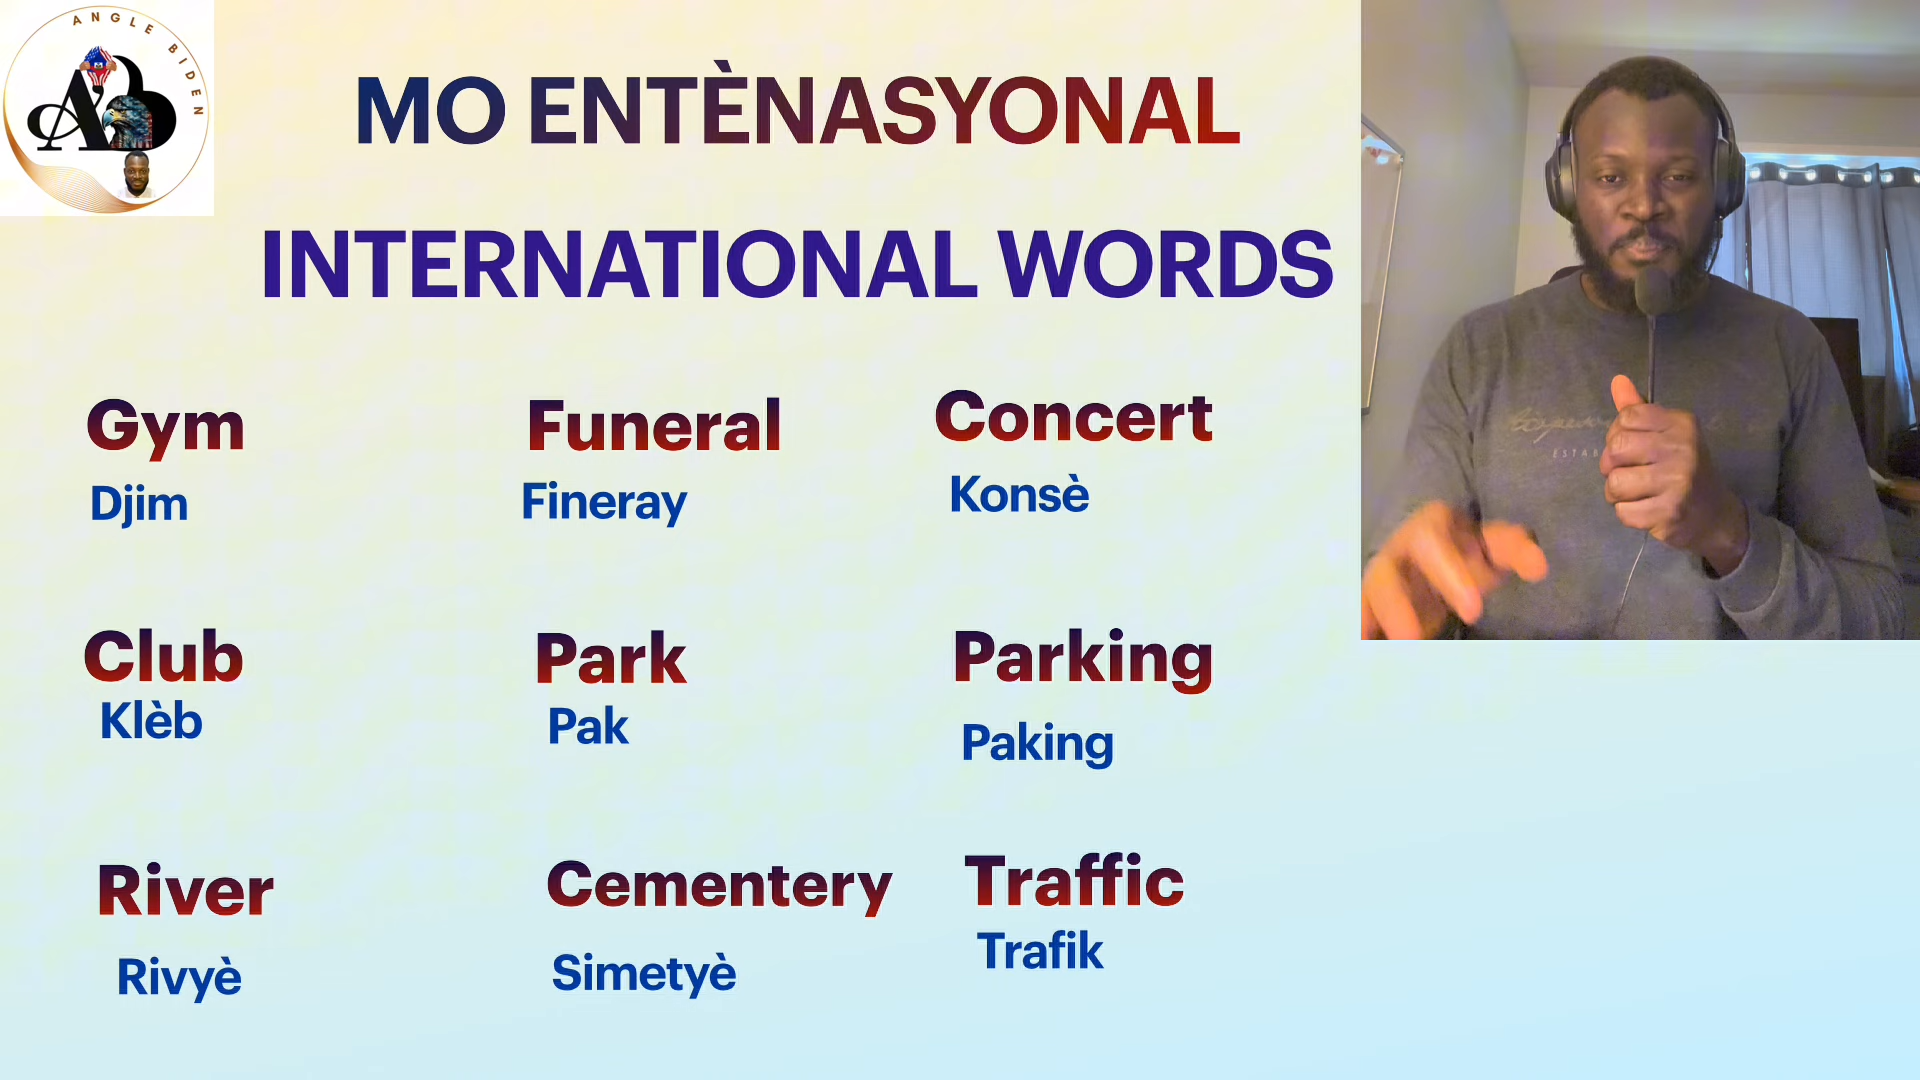 ANGLE BIDEN
MO ENTÈNASYONAL
INTERNATIONAL WORDS
Gym
Djim
Funeral
Fineray
Concert
Konsè
Club
Klèb
Park
Pak
Parking
Paking
River
Rivyè
Cementery
Simetyè
Traffic
Trafik